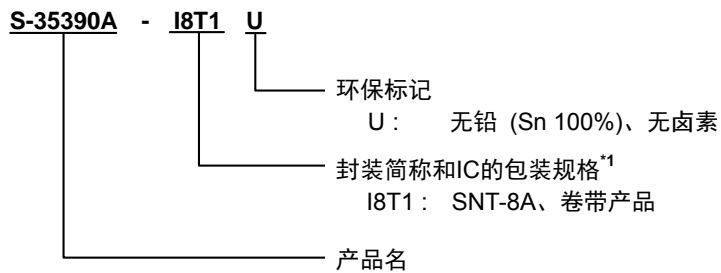 S-35390A - I8T1 U
环保标记
U : 无铅 (Sn 100%)、无卤素
封装简称和IC的包装规格*1
I8T1 : SNT-8A、卷带产品
产品名